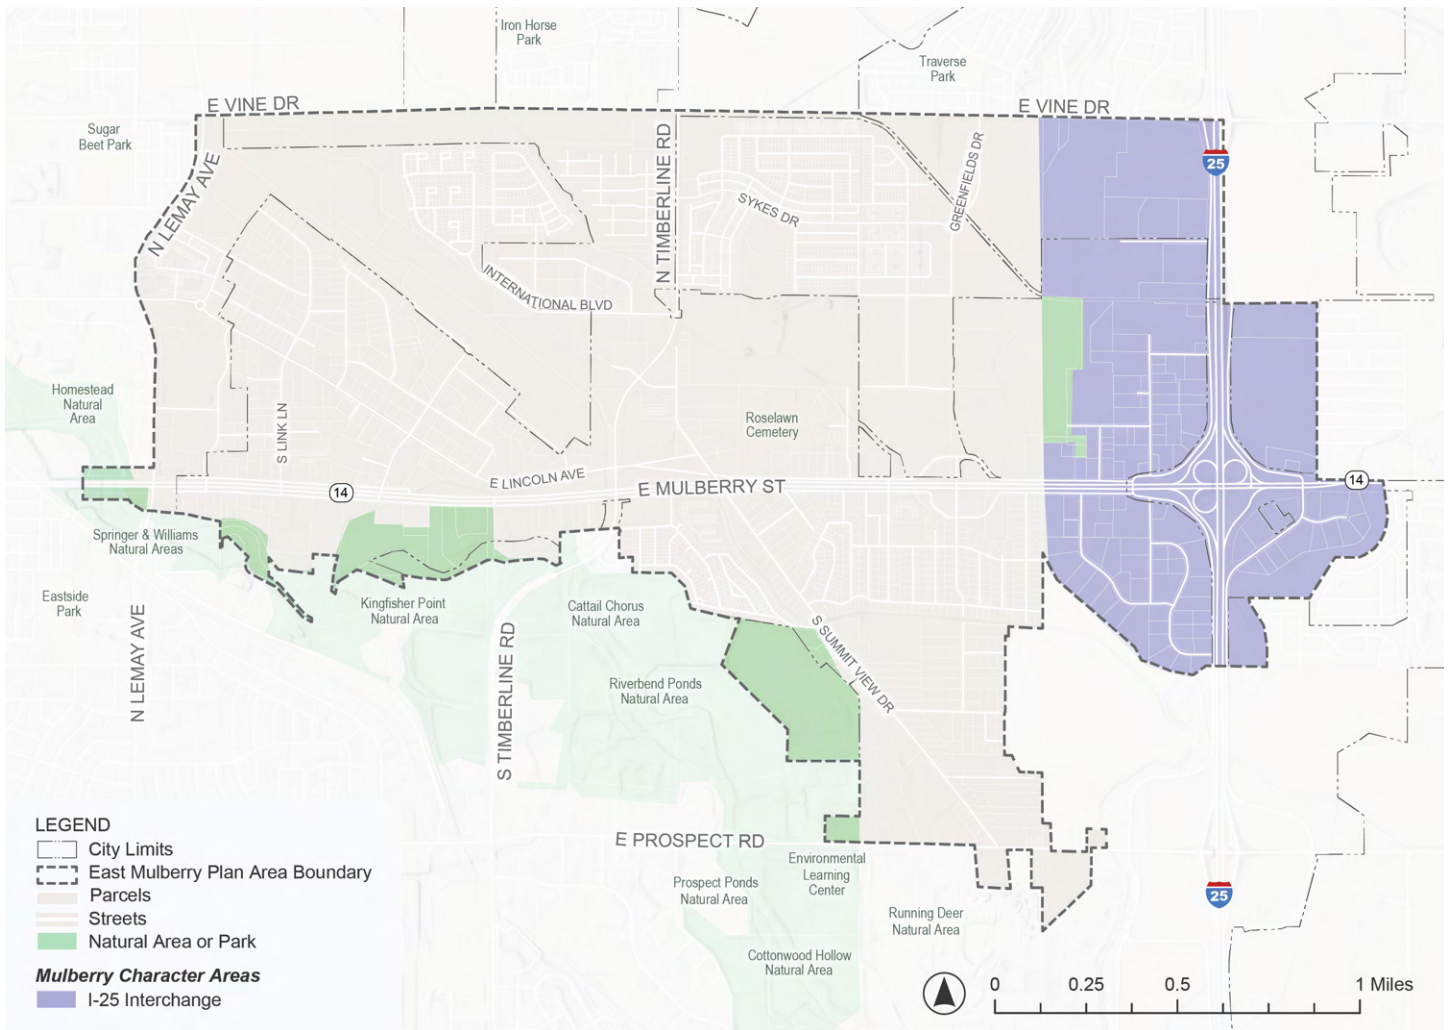 Iron Horse
Park
Traverse
Park
E VINE DR
E VINE DR
Sugar
Beet Park
N LEMAY AVE
N TIMBERLINE RD
GREENFIELDS DR
25
SYKES DR
INTERNATIONAL BLVD
Homestead
Natural
Area
S LINK LN
Roselawn
Cemetery
E LINCOLN AVE
14
E MULBERRY ST
14
Springer & Williams
Natural Areas
Eastside
Park
Kingfisher Point
Natural Area
Cattail Chorus
Natural Area
N LEMAY AVE
S TIMBERLINE RD
S SUMMIT VIEW DR
Riverbend Ponds
Natural Area
E PROSPECT RD
Environmental
Learning
Center
Prospect Ponds
Natural Area
25
Running Deer
Natural Area
Cottonwood Hollow
Natural Area
LEGEND
City Limits
East Mulberry Plan Area Boundary
Parcels
Streets
Natural Area or Park
Mulberry Character Areas
I-25 Interchange
0 0.25 0.5 1 Miles